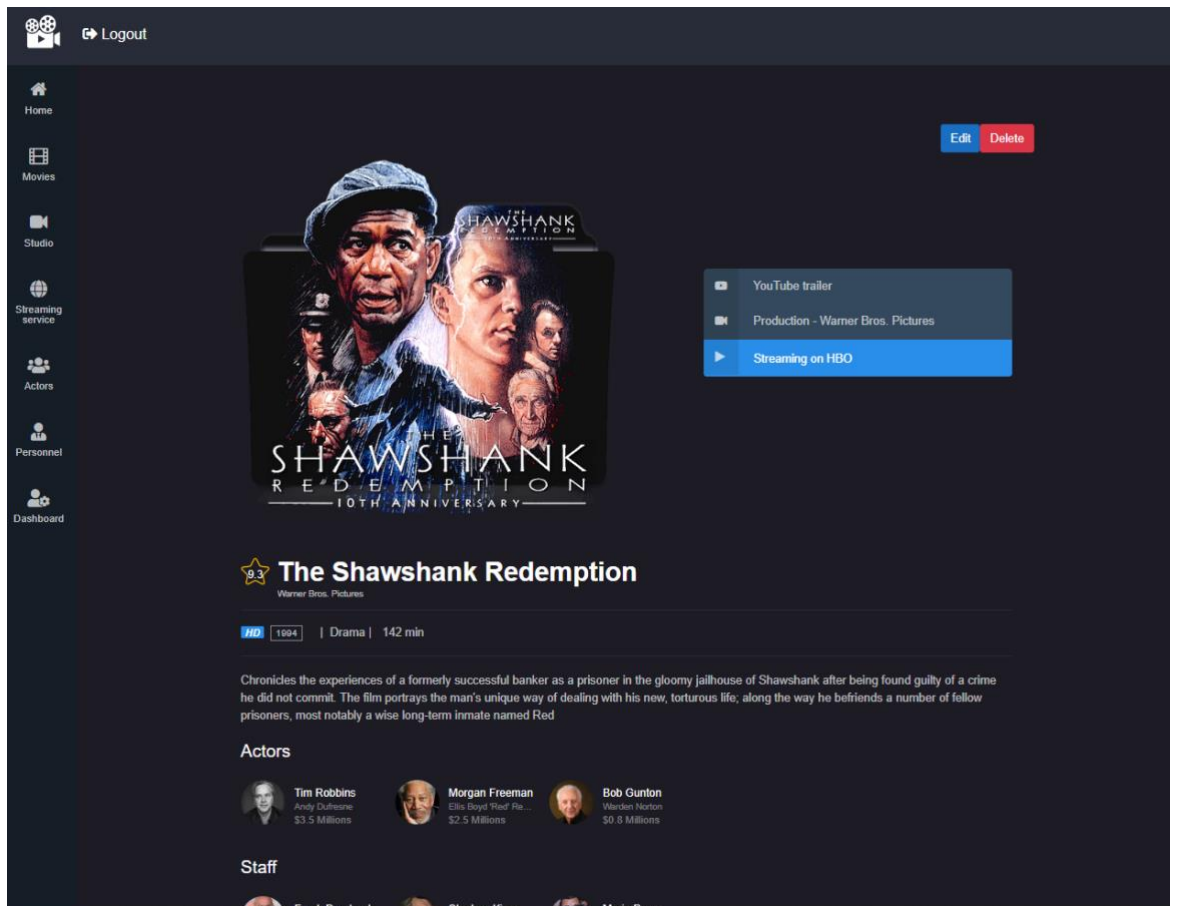 Logout
Home
Movies
Studio
Streaming
service
Actors
Personnel
Dashboard
Edit
Delete
THE
SHAWSHANK
REDEMPTION
10TH ANNIVERSARY
THE
SHAWSHANK
REDEMPTION
10TH ANNIVERSARY
YouTube trailer
Production - Warner Bros. Pictures
Streaming on HBO
9.3 The Shawshank Redemption
Warner Bros. Pictures
HD 1994 | Drama | 142 min
Chronicles the experiences of a formerly successful banker as a prisoner in the gloomy jailhouse of Shawshank after being found guilty of a crime
he did not commit. The film portrays the man's unique way of dealing with his new, torturous life; along the way he befriends a number of fellow
prisoners, most notably a wise long-term inmate named Red
Actors
Tim Robbins
Andy Dufresne
$3.5 Millions
Morgan Freeman
Ellis Boyd 'Red' Re...
$2.5 Millions
Bob Gunton
Warden Norton
$0.8 Millions
Staff